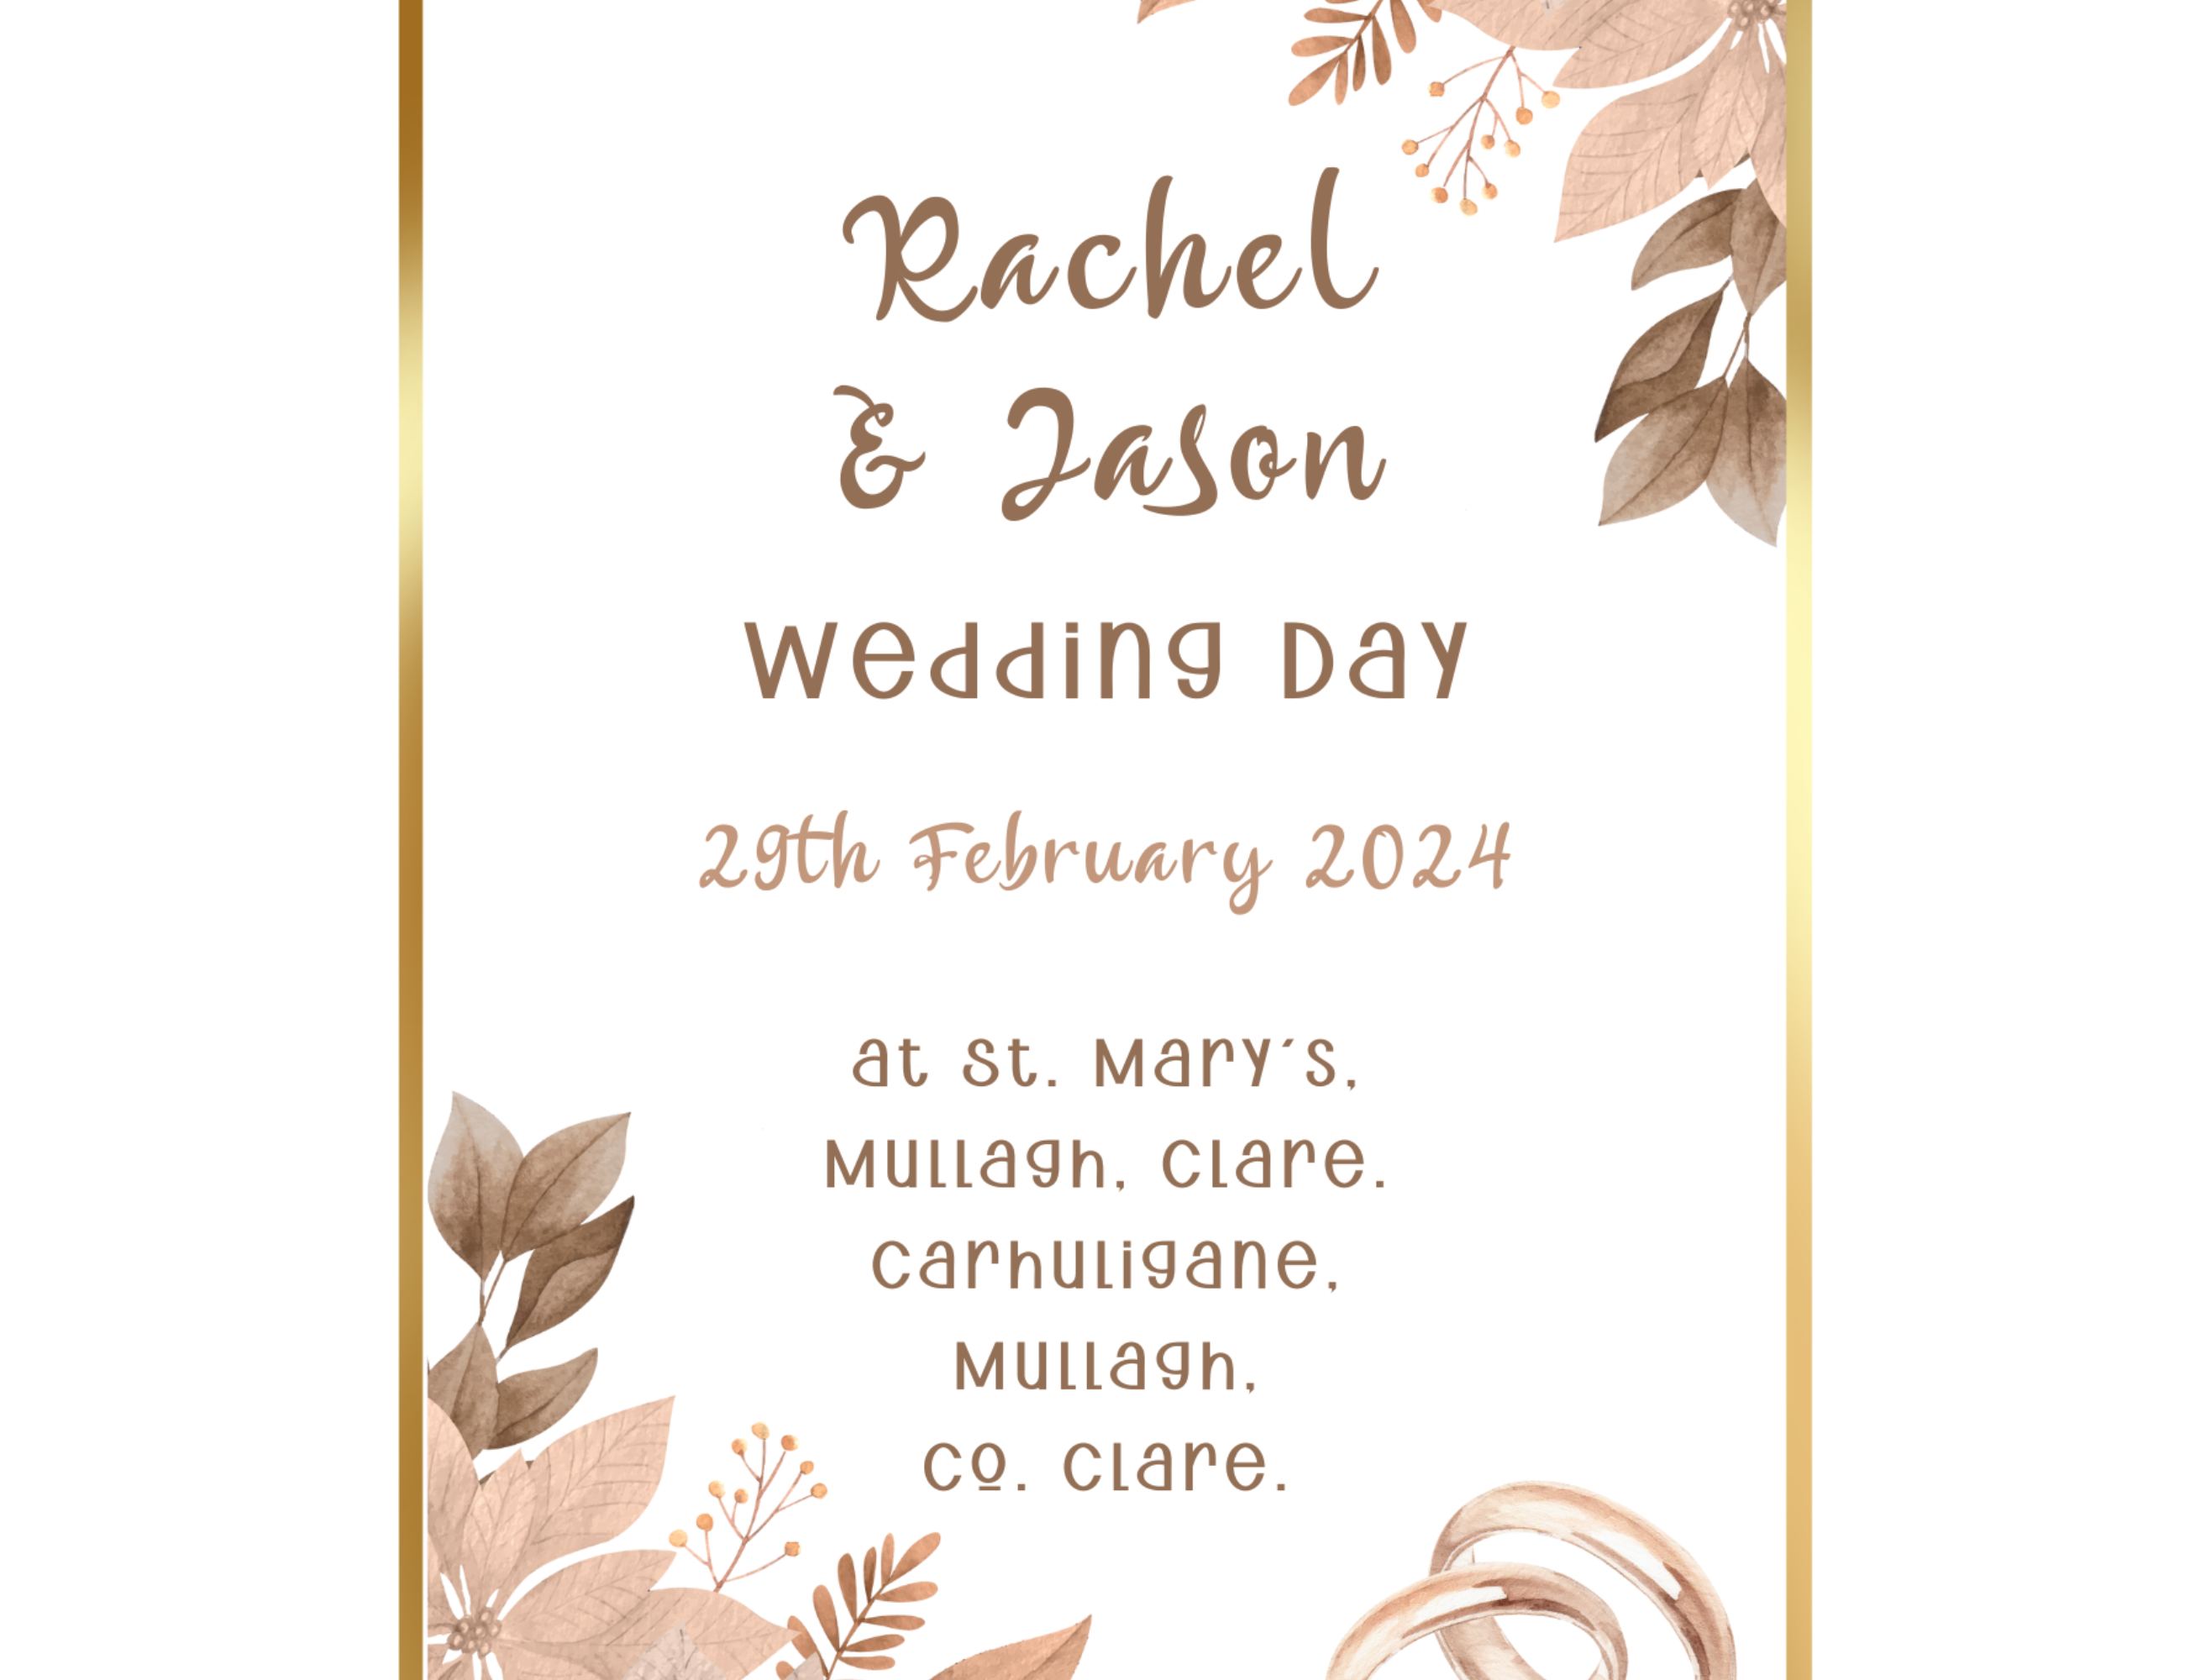 Rachel
& Jason
Wedding Day
29th February 2024
at St. Mary's,
Mullagh, Clare.
Carhuligane,
Mullagh,
Co. Clare.